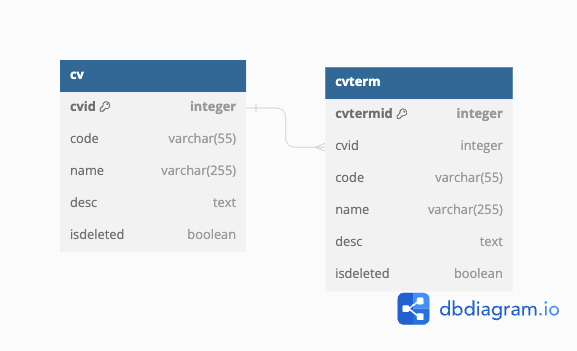 cv
cvid integer
code varchar(55)
name varchar(255)
desc text
isdeleted boolean
cvterm
cvtermid integer
cvid integer
code varchar(55)
name varchar(255)
desc text
isdeleted boolean
dbdiagram.io